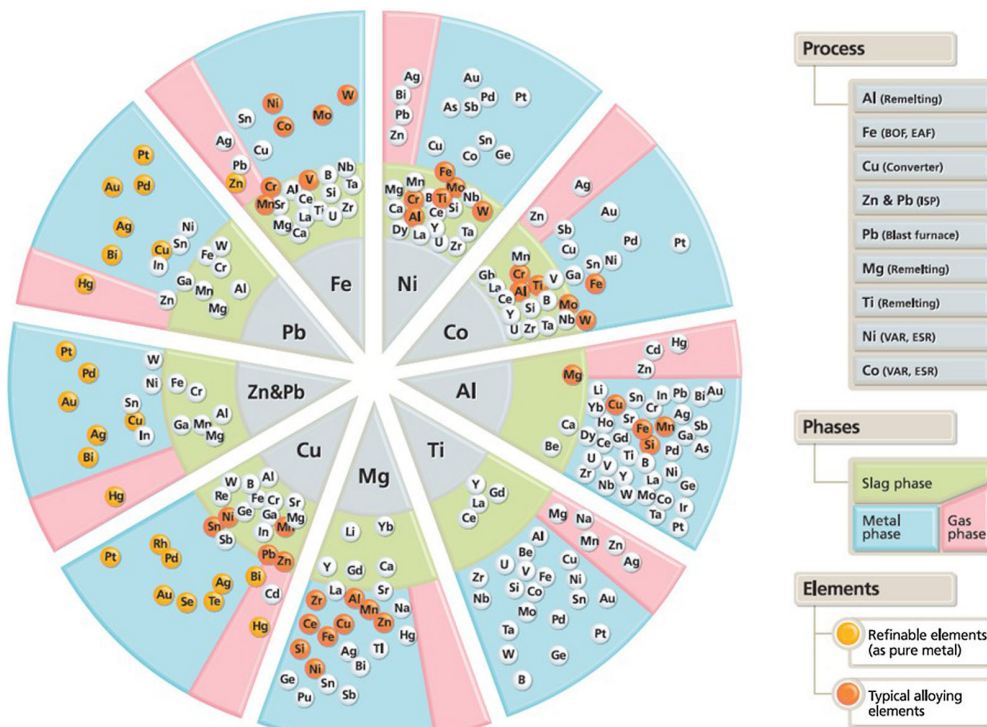 Fe
W
Ni
Mo
Co
Sn
Ag
Cu
Pb
Zn
Nb
B
V
Ta
Cr
Al
Si
Ce
Mn
Sr
Zr
Ti
U
La
Mg
Ca
Ni
Ag
Bi
Pb
Zn
Au
Pd
Pt
As
Sb
Cu
Sn
Co
Ge
Fe
Mn
Mg
Mo
Cr
B
Ti
Nb
Ca
Al
Ce
Si
W
Dy
La
Y
U
Ta
Zr
Co
Ag
Zn
Au
Sb
Cu
Pd
Pt
Ni
Sn
Ga
Fe
Mn
Gb
Cr
V
Ti
La
Al
Ce
B
Mo
Si
Y
Nb
W
Ta
Zr
U
Al
Hg
Cd
Zn
Mg
Li
Sn
In
Pb
Bi
Au
Yb
Cu
Cr
Ag
Ho
Sr
Sb
Ca
Fe
Mn
Dy
Ga
Ce
Gd
Si
Pd
As
Be
U
Ti
B
La
Zr
V
Y
Ni
Nb
W
Mo
Co
Ge
Ir
Ta
Pt
Ti
Y
Gd
La
Ce
Mg
Na
Mn
Zn
Ag
Al
Be
Cu
U
V
Fe
Ni
Zr
Si
Co
Nb
Sn
Au
Mo
Pd
Ta
Pt
W
Ge
B
Mg
Li
Yb
Y
Gd
Ca
La
Sr
Zr
Al
Mn
Na
Ce
Cu
Zn
Fe
Hg
Si
Ag
Tl
Bi
Ni
Ge
Sn
Pu
Sb
Cu
W
B
Al
Re
Fe
Cr
Sr
Ge
Ga
Mg
Ni
Sn
In
Mn
Sb
Pb
Zn
Rh
Pt
Pd
Bi
Ag
Cd
Au
Se
Te
Hg
Zn&Pb
Pt
W
Pd
Ni
Fe
Cr
Au
Sn
Cu
Al
Ag
In
Ga
Mn
Mg
Bi
Hg
Pb
Pt
Au
Pd
Ag
Ni
Sn
W
Bi
Cu
Fe
In
Cr
Ga
Hg
Mn
Al
Zn
Mg
Process
Al (Remelting)
Fe (BOF, EAF)
Cu (Converter)
Zn & Pb (ISP)
Pb (Blast furnace)
Mg (Remelting)
Ti (Remelting)
Ni (VAR, ESR)
Co (VAR, ESR)
Phases
Slag phase
Metal
phase
Gas
phase
Elements
Refinable elements
(as pure metal)
Typical alloying
elements